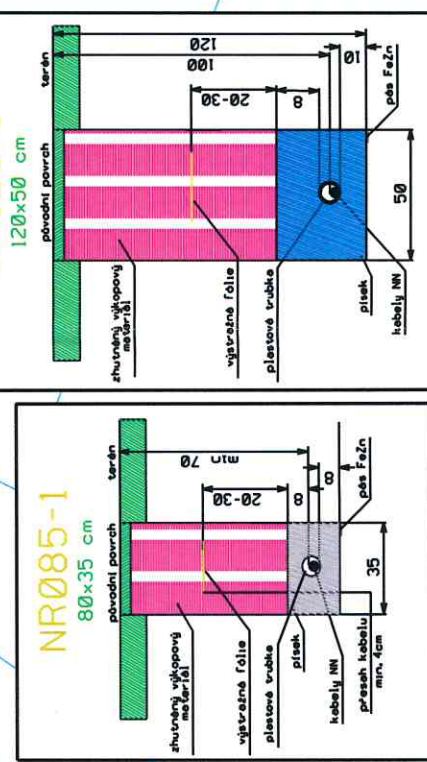 NR085-1
80x35 cm
původní povrch
terén
zhutněný výkopový
materiál
výstražná fólie
plastová trubka
písek
kabely NN
přesah kabelu
min. 4cm
pás FeZn
35
min 70
20-30
8
8
120x50 cm
původní povrch
terén
zhutněný výkopový
materiál
výstražná fólie
plastová trubka
písek
kabely NN
pás FeZn
50
120
100
20-30
8
10